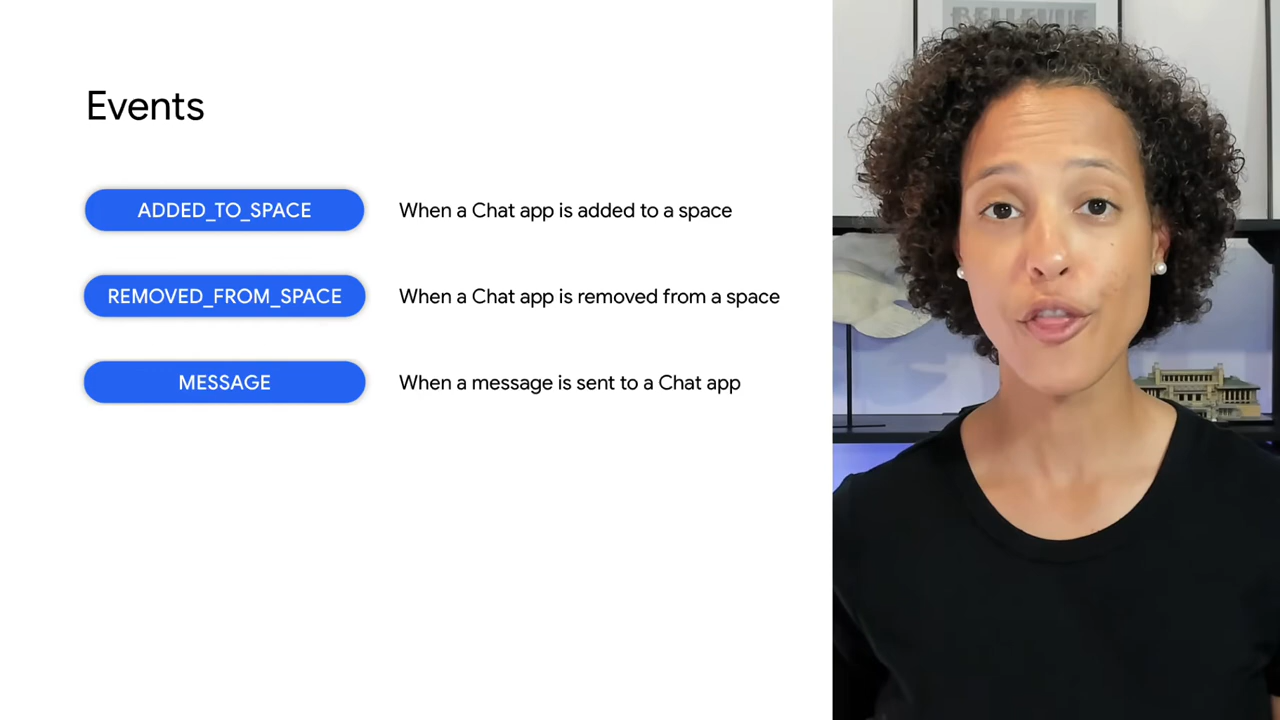 Events
ADDED_TO_SPACE When a Chat app is added to a space
REMOVED_FROM_SPACE When a Chat app is removed from a space
MESSAGE When a message is sent to a Chat app
BELLEVUE